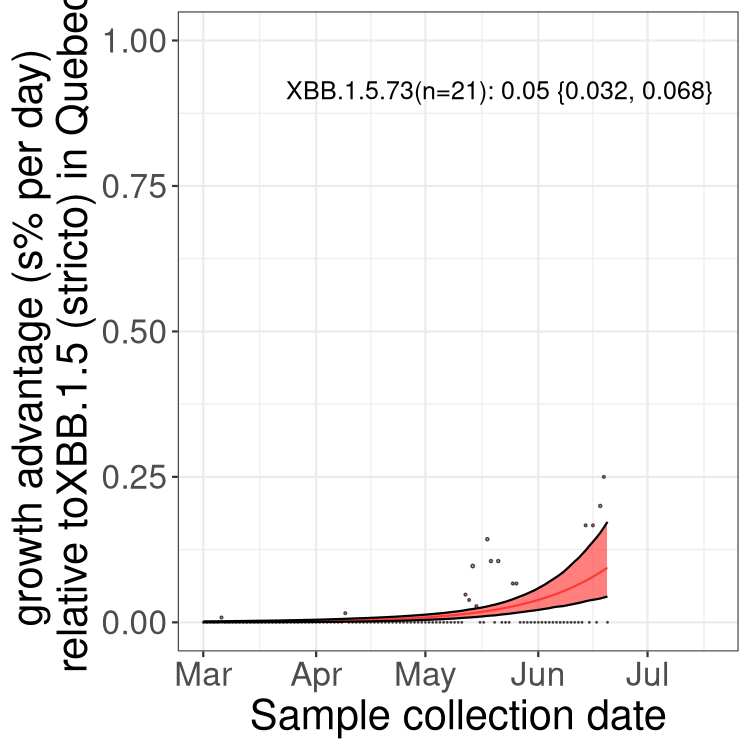 growth advantage (s% per day)
relative toXBB.1.5 (stricto) in Quebec
1.00
XBB.1.5.73(n=21): 0.05 {0.032, 0.068}
0.75
0.50
0.25
0.00
Mar Apr May Jun Jul
Sample collection date